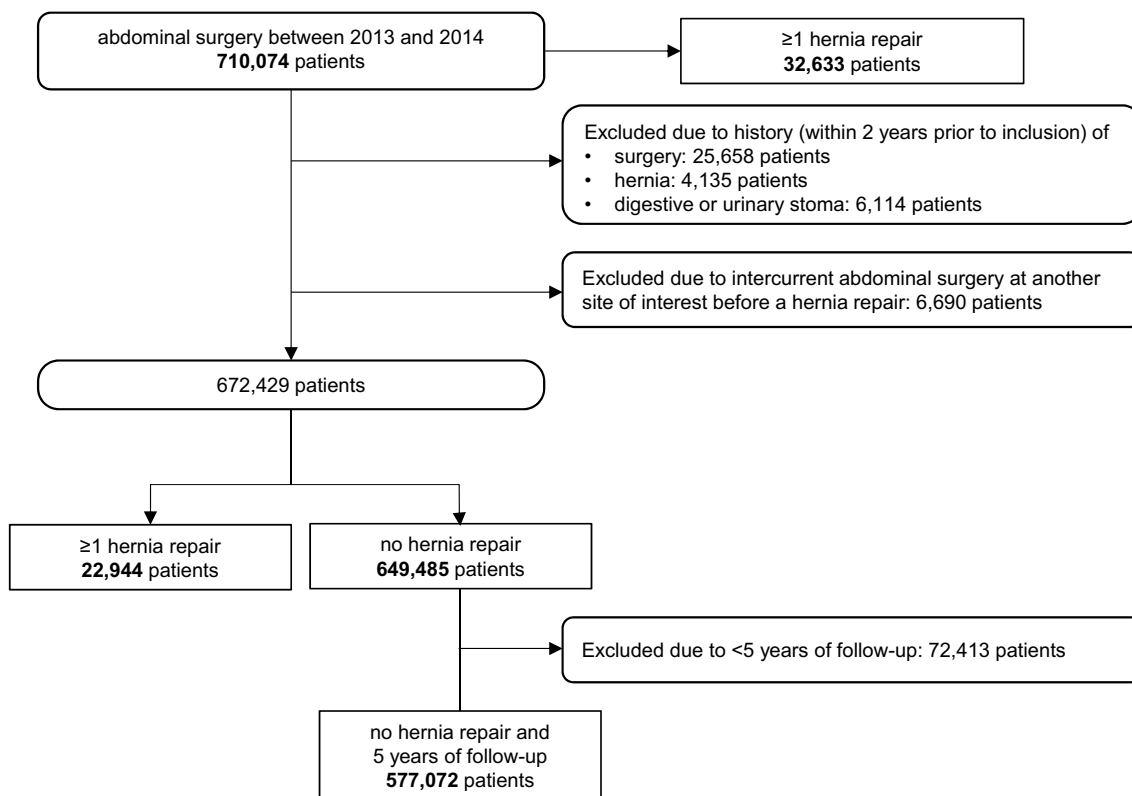 abdominal surgery between 2013 and 2014
710,074 patients
≥1 hernia repair
32,633 patients
Excluded due to history (within 2 years prior to inclusion) of
• surgery: 25,658 patients
• hernia: 4,135 patients
• digestive or urinary stoma: 6,114 patients
Excluded due to intercurrent abdominal surgery at another
site of interest before a hernia repair: 6,690 patients
672,429 patients
≥1 hernia repair
22,944 patients
no hernia repair
649,485 patients
Excluded due to <5 years of follow-up: 72,413 patients
no hernia repair and
5 years of follow-up
577,072 patients